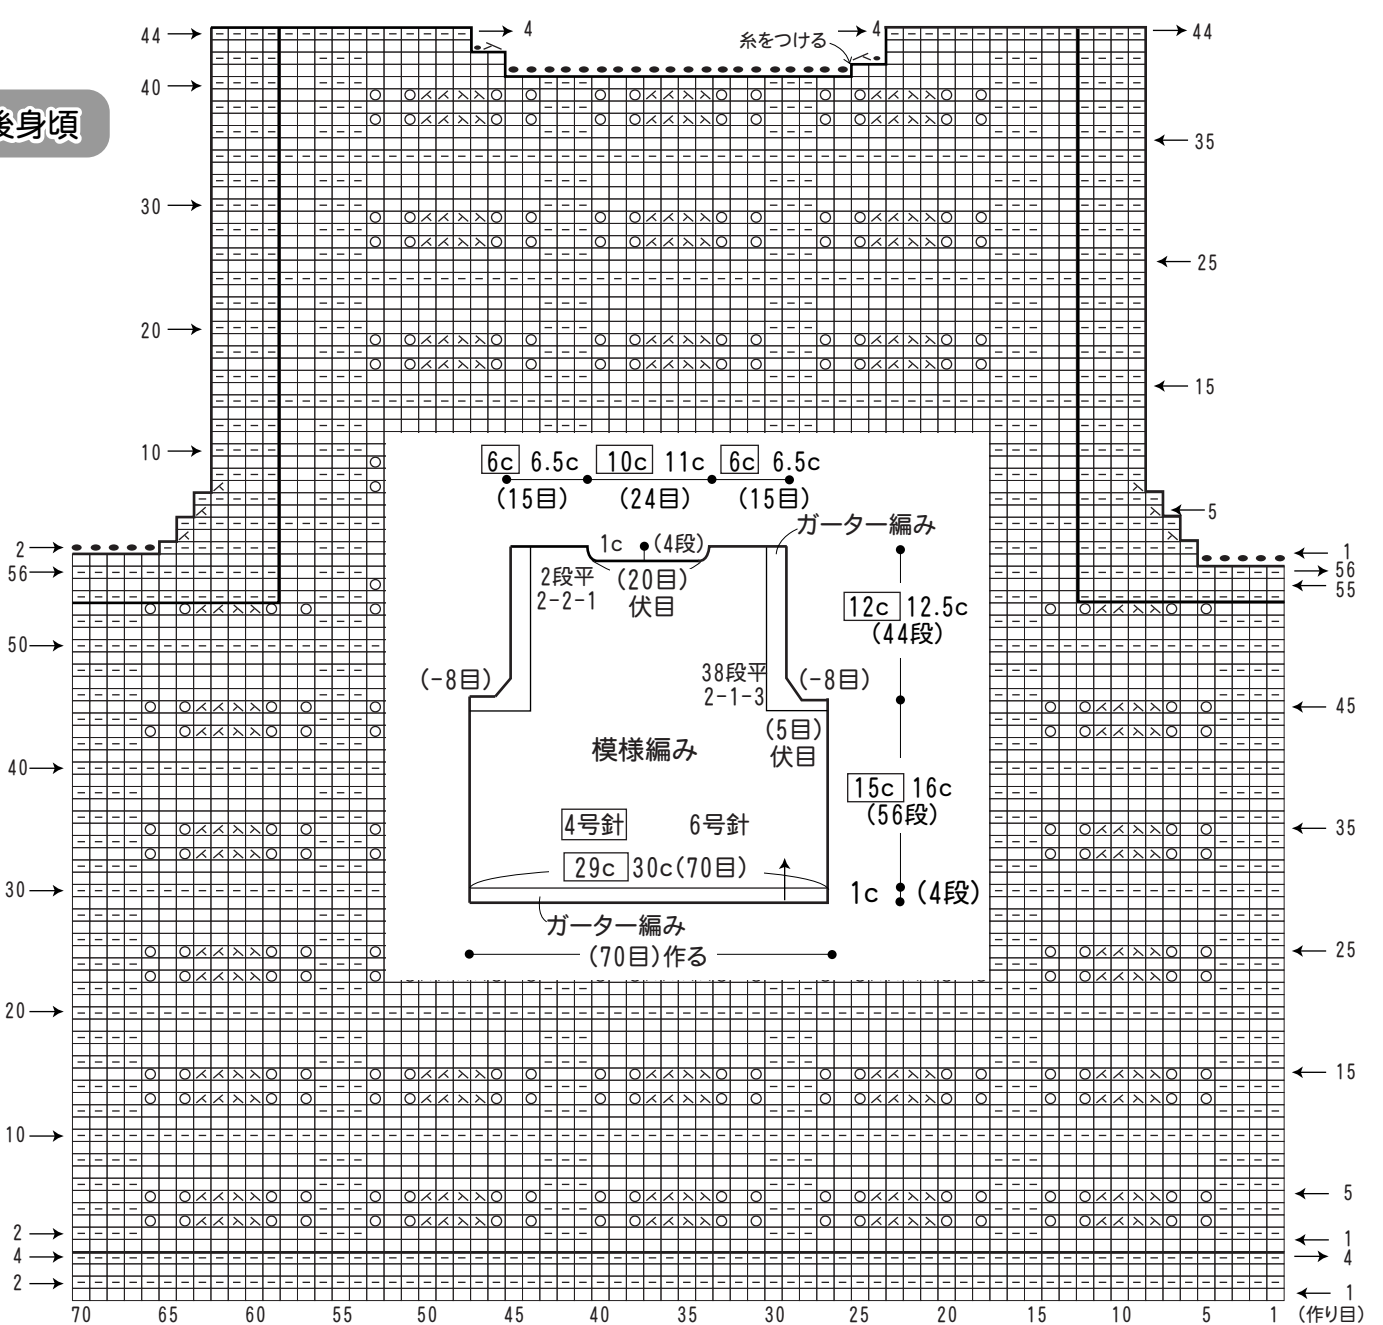 44 4 4 44
糸をつける
40
後身頃
35
30
25
20
15
10
6c 6.5c 10c 11c 6c 6.5c
(15目) (24目) (15目)
5
ガーター編み
2 1c (4段) 1
56 2段平 (20目) 56
2-2-1 伏目 55
12c 12.5c
(44段)
50
(-8目) 38段平 (-8目)
2-1-3
45
(5目)
伏目
模様編み
40
15c 16c
(56段)
4号針 6号針 35
29c 30c(70目)
30 1c (4段)
ガーター編み
(70目)作る 25
20
15
10
5
2 1
4 4
2 1
70 65 60 55 50 45 40 35 30 25 20 15 10 5 1 (作り目)